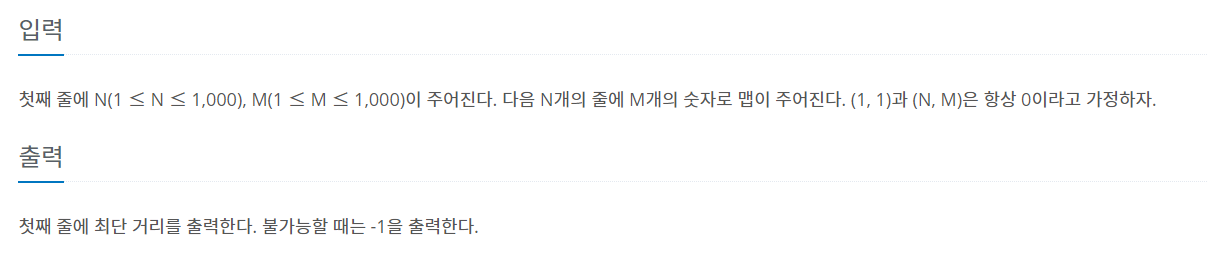 입력
첫째 줄에 N(1 ≤ N ≤ 1,000), M(1 ≤ M ≤ 1,000)이 주어진다. 다음 N개의 줄에 M개의 숫자로 맵이 주어진다. (1, 1)과 (N, M)은 항상 0이라고 가정하자.
출력
첫째 줄에 최단 거리를 출력한다. 불가능할 때는 -1을 출력한다.